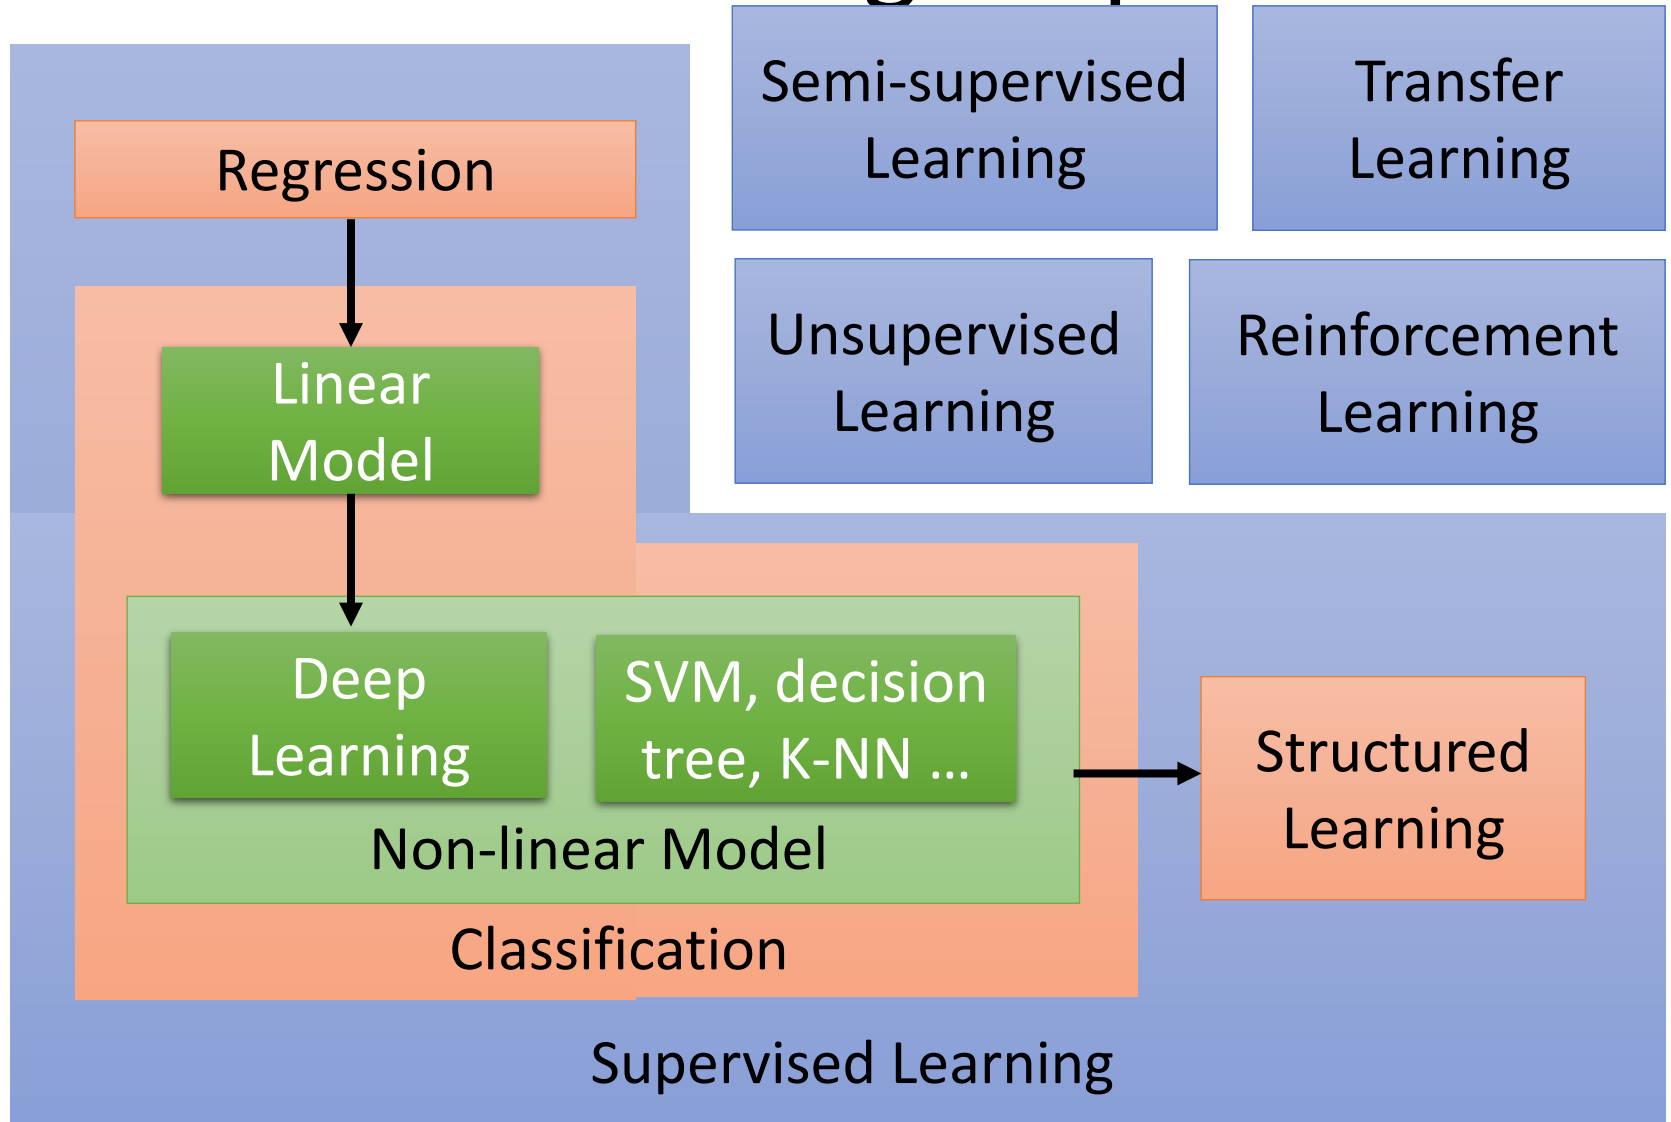 Semi-supervised
Learning
Transfer
Learning
Regression
Unsupervised
Learning
Reinforcement
Learning
Linear
Model
Deep
Learning
SVM, decision
tree, K-NN ...
Non-linear Model
Structured
Learning
Classification
Supervised Learning